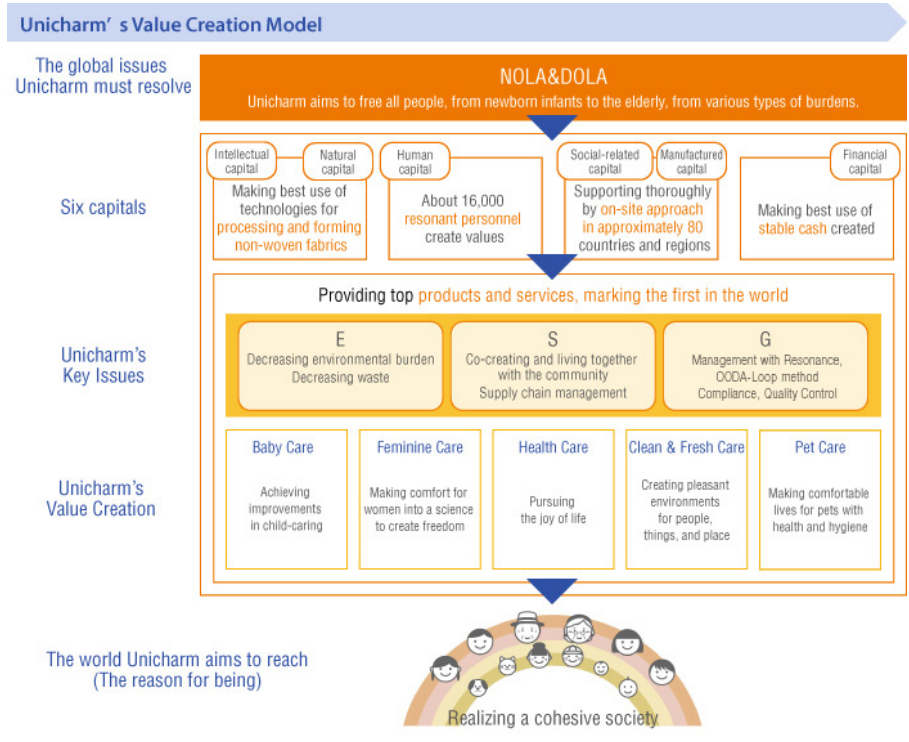 Unicharm' s Value Creation Model
The global issues
Unicharm must resolve
NOLA&DOLA
Unicharm aims to free all people, from newborn infants to the elderly, from various types of burdens.
Six capitals
Intellectual
capital
Natural
capital
Making best use of
technologies for
processing and forming
non-woven fabrics
Human
capital
About 16,000
resonant personnel
create values
Social-related
capital
Manufactured
capital
Supporting thoroughly
by on-site approach
in approximately 80
countries and regions
Financial
capital
Making best use of
stable cash created
Providing top products and services, marking the first in the world
Unicharm's
Key Issues
E
Decreasing environmental burden
Decreasing waste
S
Co-creating and living together
with the community
Supply chain management
G
Management with Resonance,
OODA-Loop method
Compliance, Quality Control
Unicharm's
Value Creation
Baby Care
Achieving
improvements
in child-caring
Feminine Care
Making comfort for
women into a science
to create freedom
Health Care
Pursuing
the joy of life
Clean & Fresh Care
Creating pleasant
environments
for people,
things, and place
Pet Care
Making comfortable
lives for pets with
health and hygiene
The world Unicharm aims to reach
(The reason for being)
Realizing a cohesive society